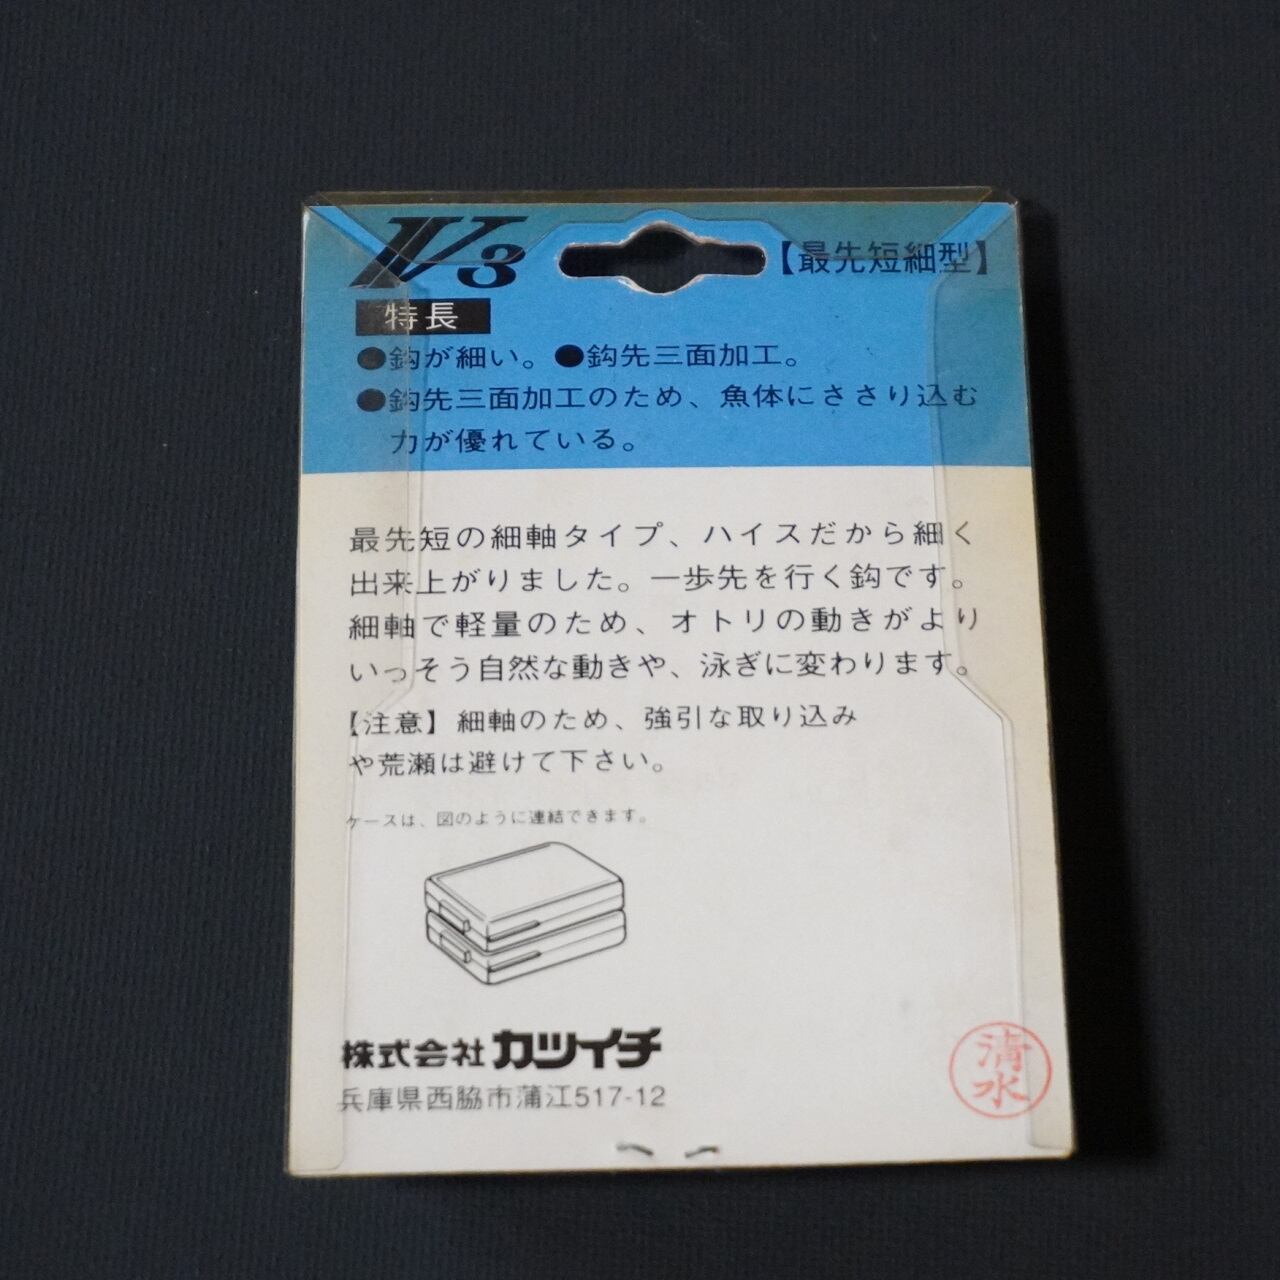 V3
【最先短細型】
特長
●鈎が細い。●鈎先三面加工。
●鈎先三面加工のため、魚体にささり込む
力が優れている。
最先短の細軸タイプ、ハイスだから細く
出来上がりました。一歩先を行く鈎です。
細軸で軽量のため、オトリの動きがより
いっそう自然な動きや、泳ぎに変わります。
【注意】細軸のため、強引な取り込み
や荒瀬は避けて下さい。
ケースは、図のように連結できます。
株式会社カツイチ
兵庫県西脇市蒲江517-12
清水